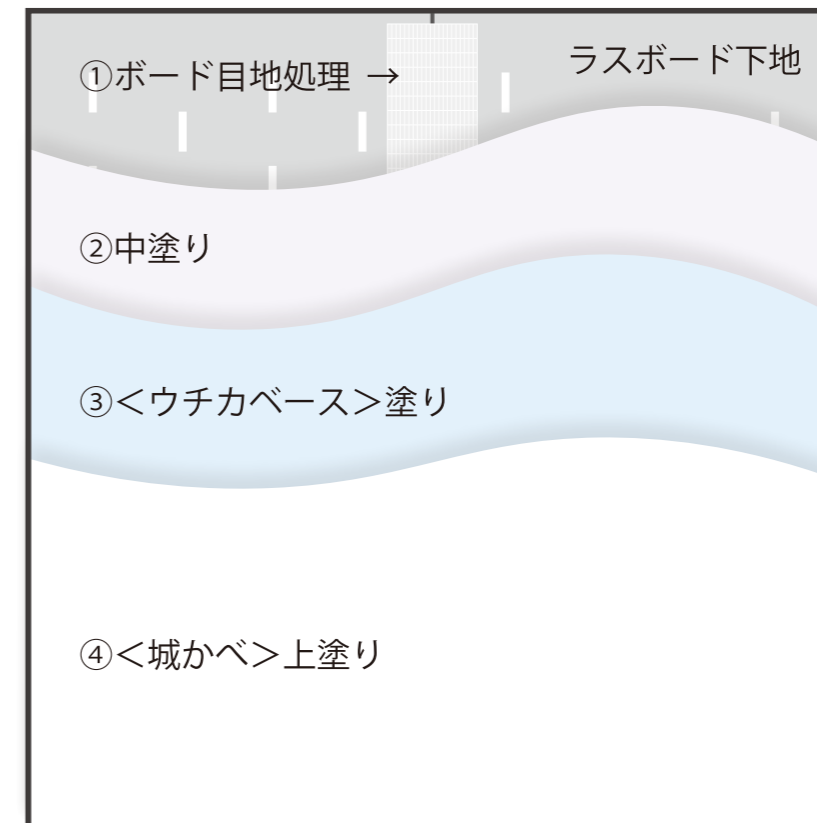 ①ボード目地処理 →
ラスボード下地
②中塗り
③＜ウチカベース＞塗り
④＜城かべ＞上塗り